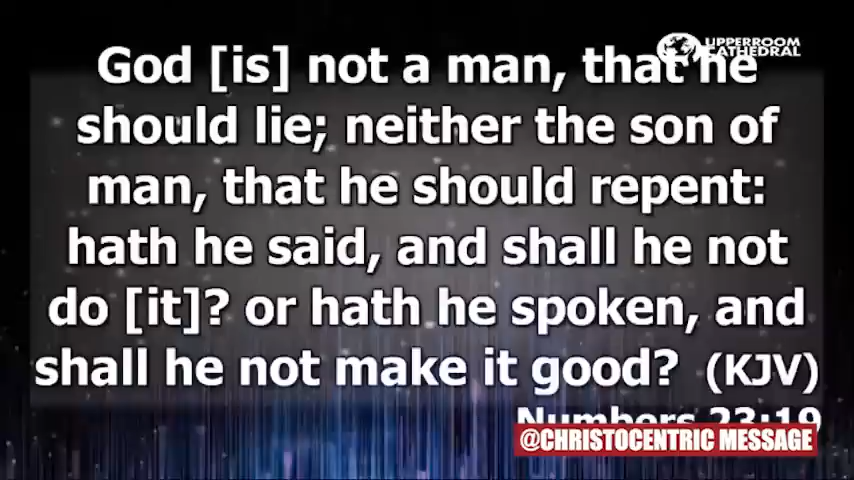 UPPERROOM
CATHEDRAL
God [is] not a man, that he
should lie; neither the son of
man, that he should repent:
hath he said, and shall he not
do [it]? or hath he spoken, and
shall he not make it good? (KJV)
Numbers 23:19
@CHRISTOCENTRIC MESSAGE